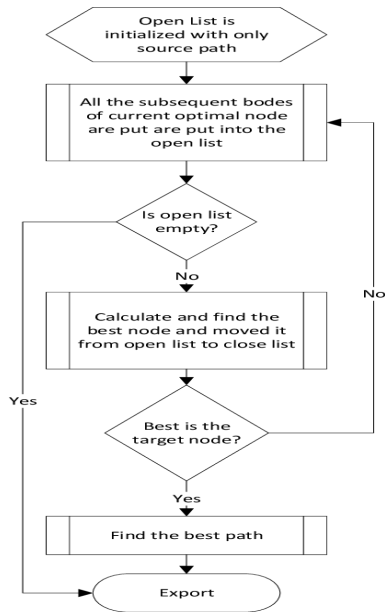 Open List is
initialized with only
source path
All the subsequent bodes
of current optimal node
are put are put into the
open list
Is open list
empty?
No
Calculate and find the
best node and moved it
from open list to close list
No
Yes
Best is the
target node?
Yes
Find the best path
Export